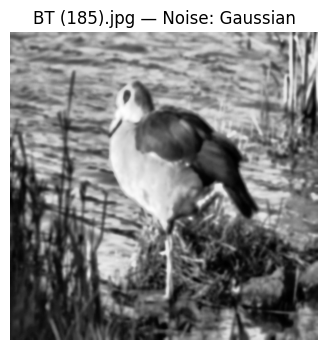 BT (185).jpg — Noise: Gaussian